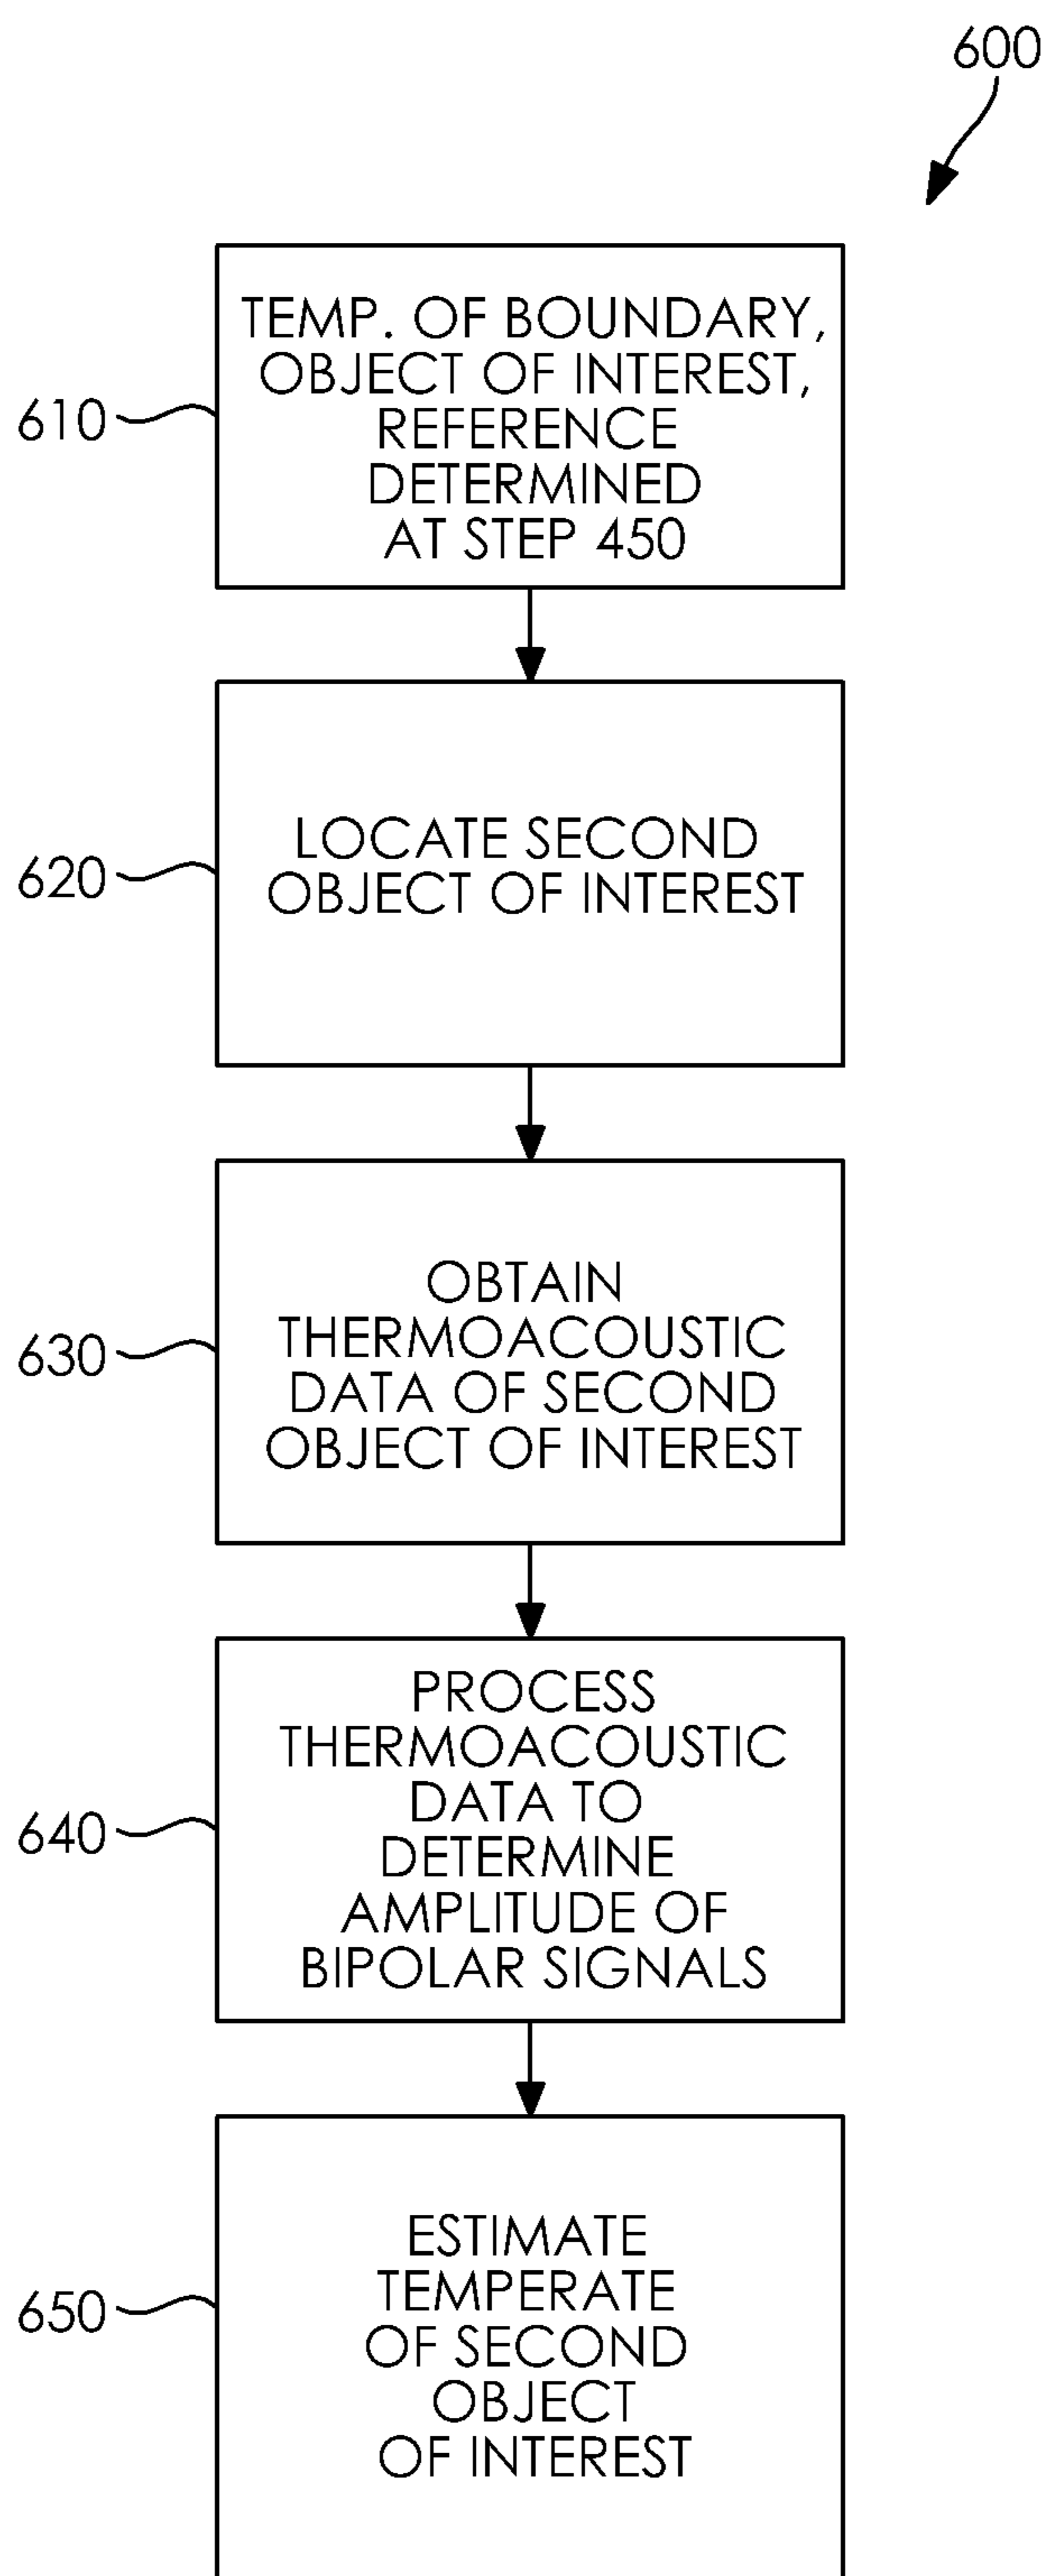 600
TEMP. OF BOUNDARY,
OBJECT OF INTEREST,
REFERENCE
DETERMINED
AT STEP 450
610
LOCATE SECOND
OBJECT OF INTEREST
620
OBTAIN
THERMOACOUSTIC
DATA OF SECOND
OBJECT OF INTEREST
630
PROCESS
THERMOACOUSTIC
DATA TO
DETERMINE
AMPLITUDE OF
BIPOLAR SIGNALS
640
ESTIMATE
TEMPERATE
OF SECOND
OBJECT
OF INTEREST
650